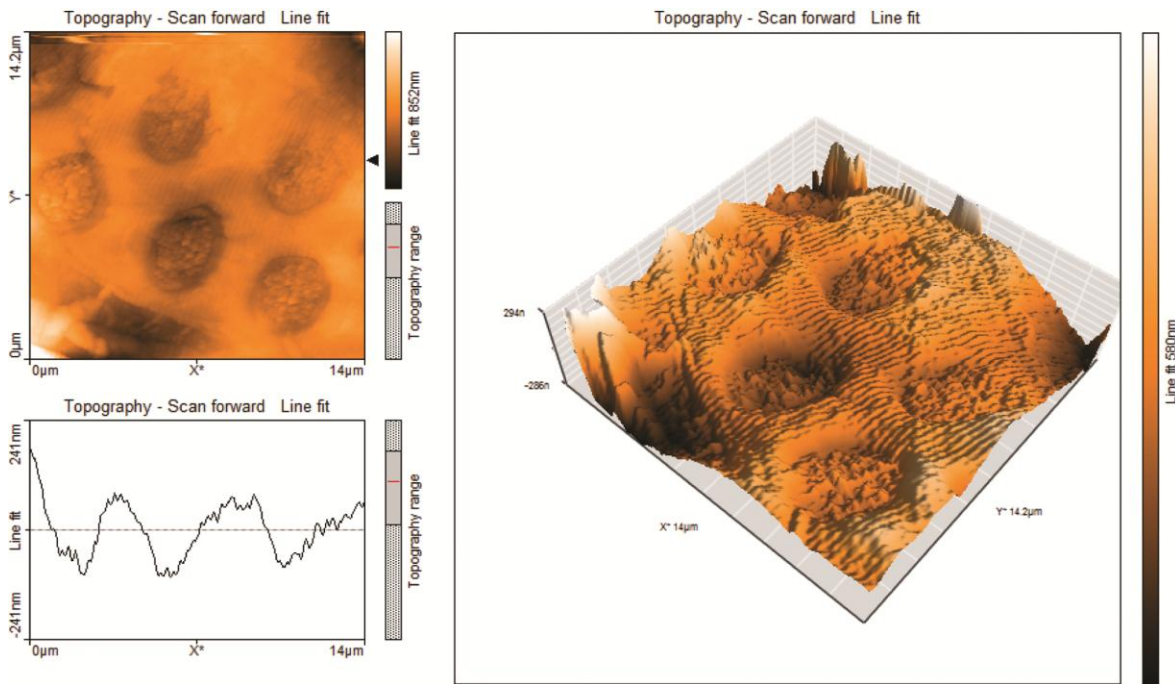 Topography - Scan forward Line fit
14.2µm
Y*
0µm
0µm
X*
14µm
Line fit 852nm
Topography range
Topography - Scan forward Line fit
241nm
Line fit
-241nm
0µm
X*
14µm
Topography range
Topography - Scan forward Line fit
294n
-286n
X* 14µm
Y* 14.2µm
Line fit 580nm